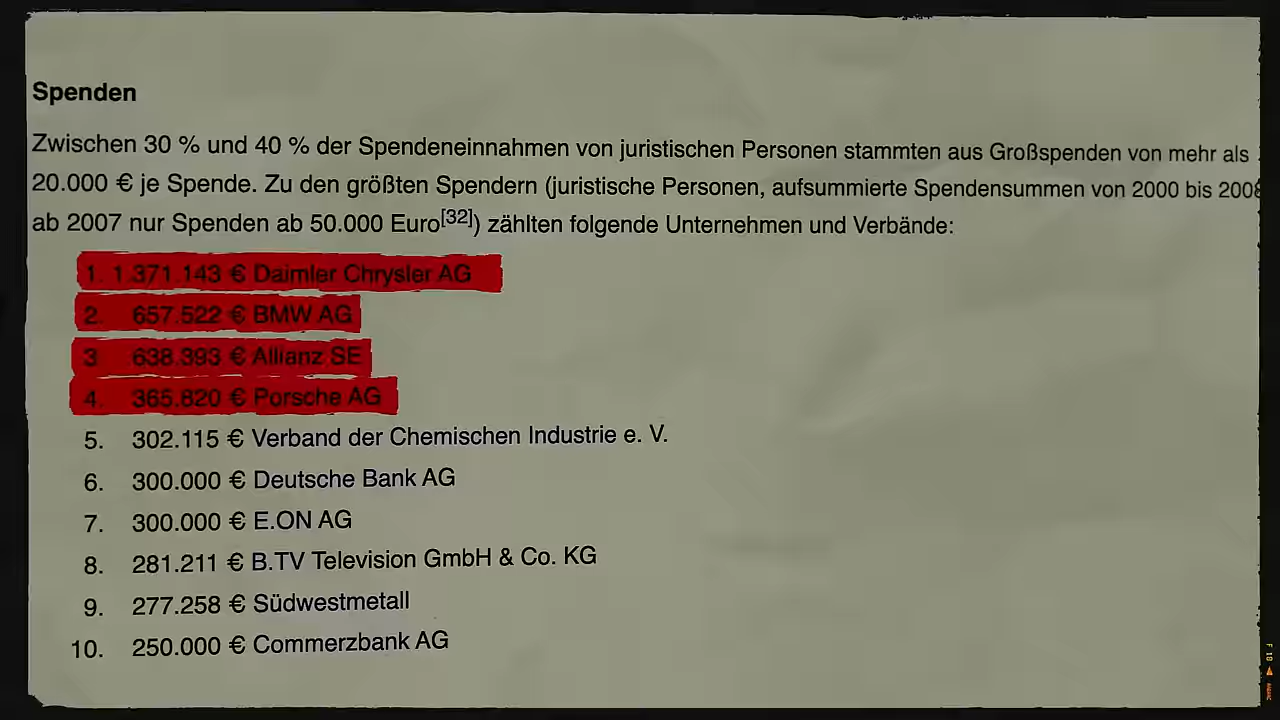 Spenden
Zwischen 30 % und 40 % der Spendeneinnahmen von juristischen Personen stammten aus Großspenden von mehr als
20.000 € je Spende. Zu den größten Spendern (juristische Personen, aufsummierte Spendensummen von 2000 bis 2008
ab 2007 nur Spenden ab 50.000 Euro[32]) zählten folgende Unternehmen und Verbände:
1. 1.371.143 € Daimler Chrysler AG
2. 657.522 € BMW AG
3 638.393 € Allianz SE
4. 365.820 € Porsche AG
5. 302.115 € Verband der Chemischen Industrie e. V.
6. 300.000 € Deutsche Bank AG
7. 300.000 € E.ON AG
8. 281.211 € B.TV Television GmbH & Co. KG
9. 277.258 € Südwestmetall
10. 250.000 € Commerzbank AG